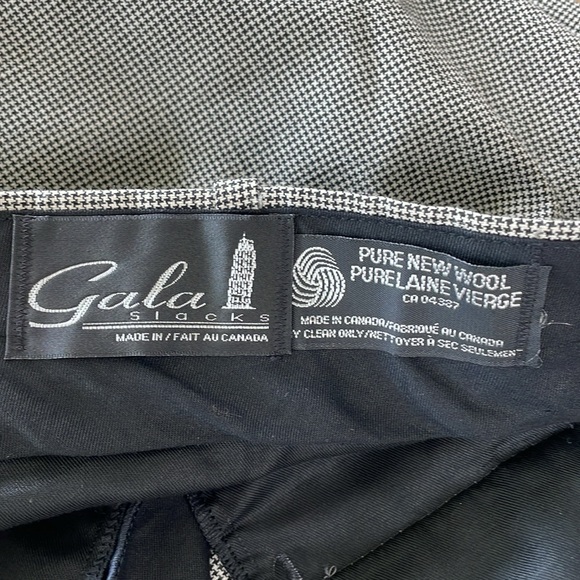 Gala
Slacks
MADE IN / FAIT AU CANADA
PURE NEW WOOL
PURE LAINE VIERGE
CA 04337
MADE IN CANADA/FABRIQUÉ AU CANADA
CLEAN ONLY/NETTOYER À SEC SEULEMENT